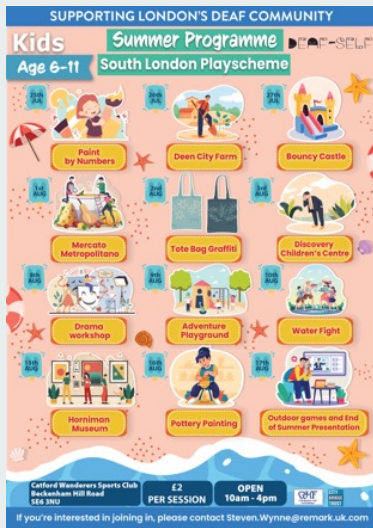 SUPPORTING LONDON'S DEAF COMMUNITY
Kids
Age 6-11
Summer Programme
South London Playscheme
DEAF-SELF
25th
JUL
26th
JUL
27th
JUL
Paint
by Numbers
Deen City Farm
Bouncy Castle
1st
AUG
2nd
AUG
3rd
AUG
Mercato
Metropolitano
Tote Bag Graffiti
Discovery
Children's Centre
9th
AUG
10th
AUG
Drama
workshop
Adventure
Playground
Water Fight
15th
AUG
16th
AUG
17th
AUG
Horniman
Museum
Pottery Painting
Outdoor games and End
of Summer Presentation
Catford Wanderers Sports Club
Beckenham Hill Road
SE6 3NU
£2
PER SESSION
OPEN
10am - 4pm
If you're interested in joining in, please contact Steven.Wynne@remark.uk.com